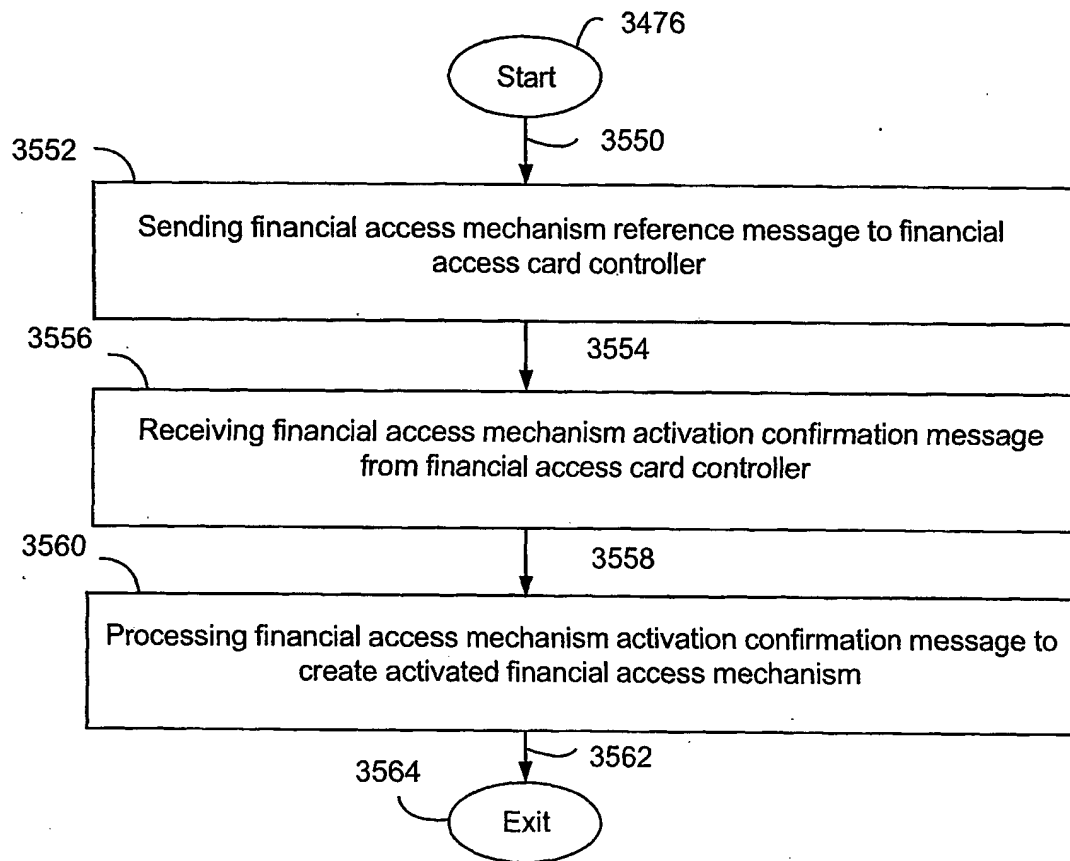 3476
Start
3550
3552
Sending financial access mechanism reference message to financial
access card controller
3554
3556
Receiving financial access mechanism activation confirmation message
from financial access card controller
3558
3560
Processing financial access mechanism activation confirmation message to
create activated financial access mechanism
3562
3564
Exit